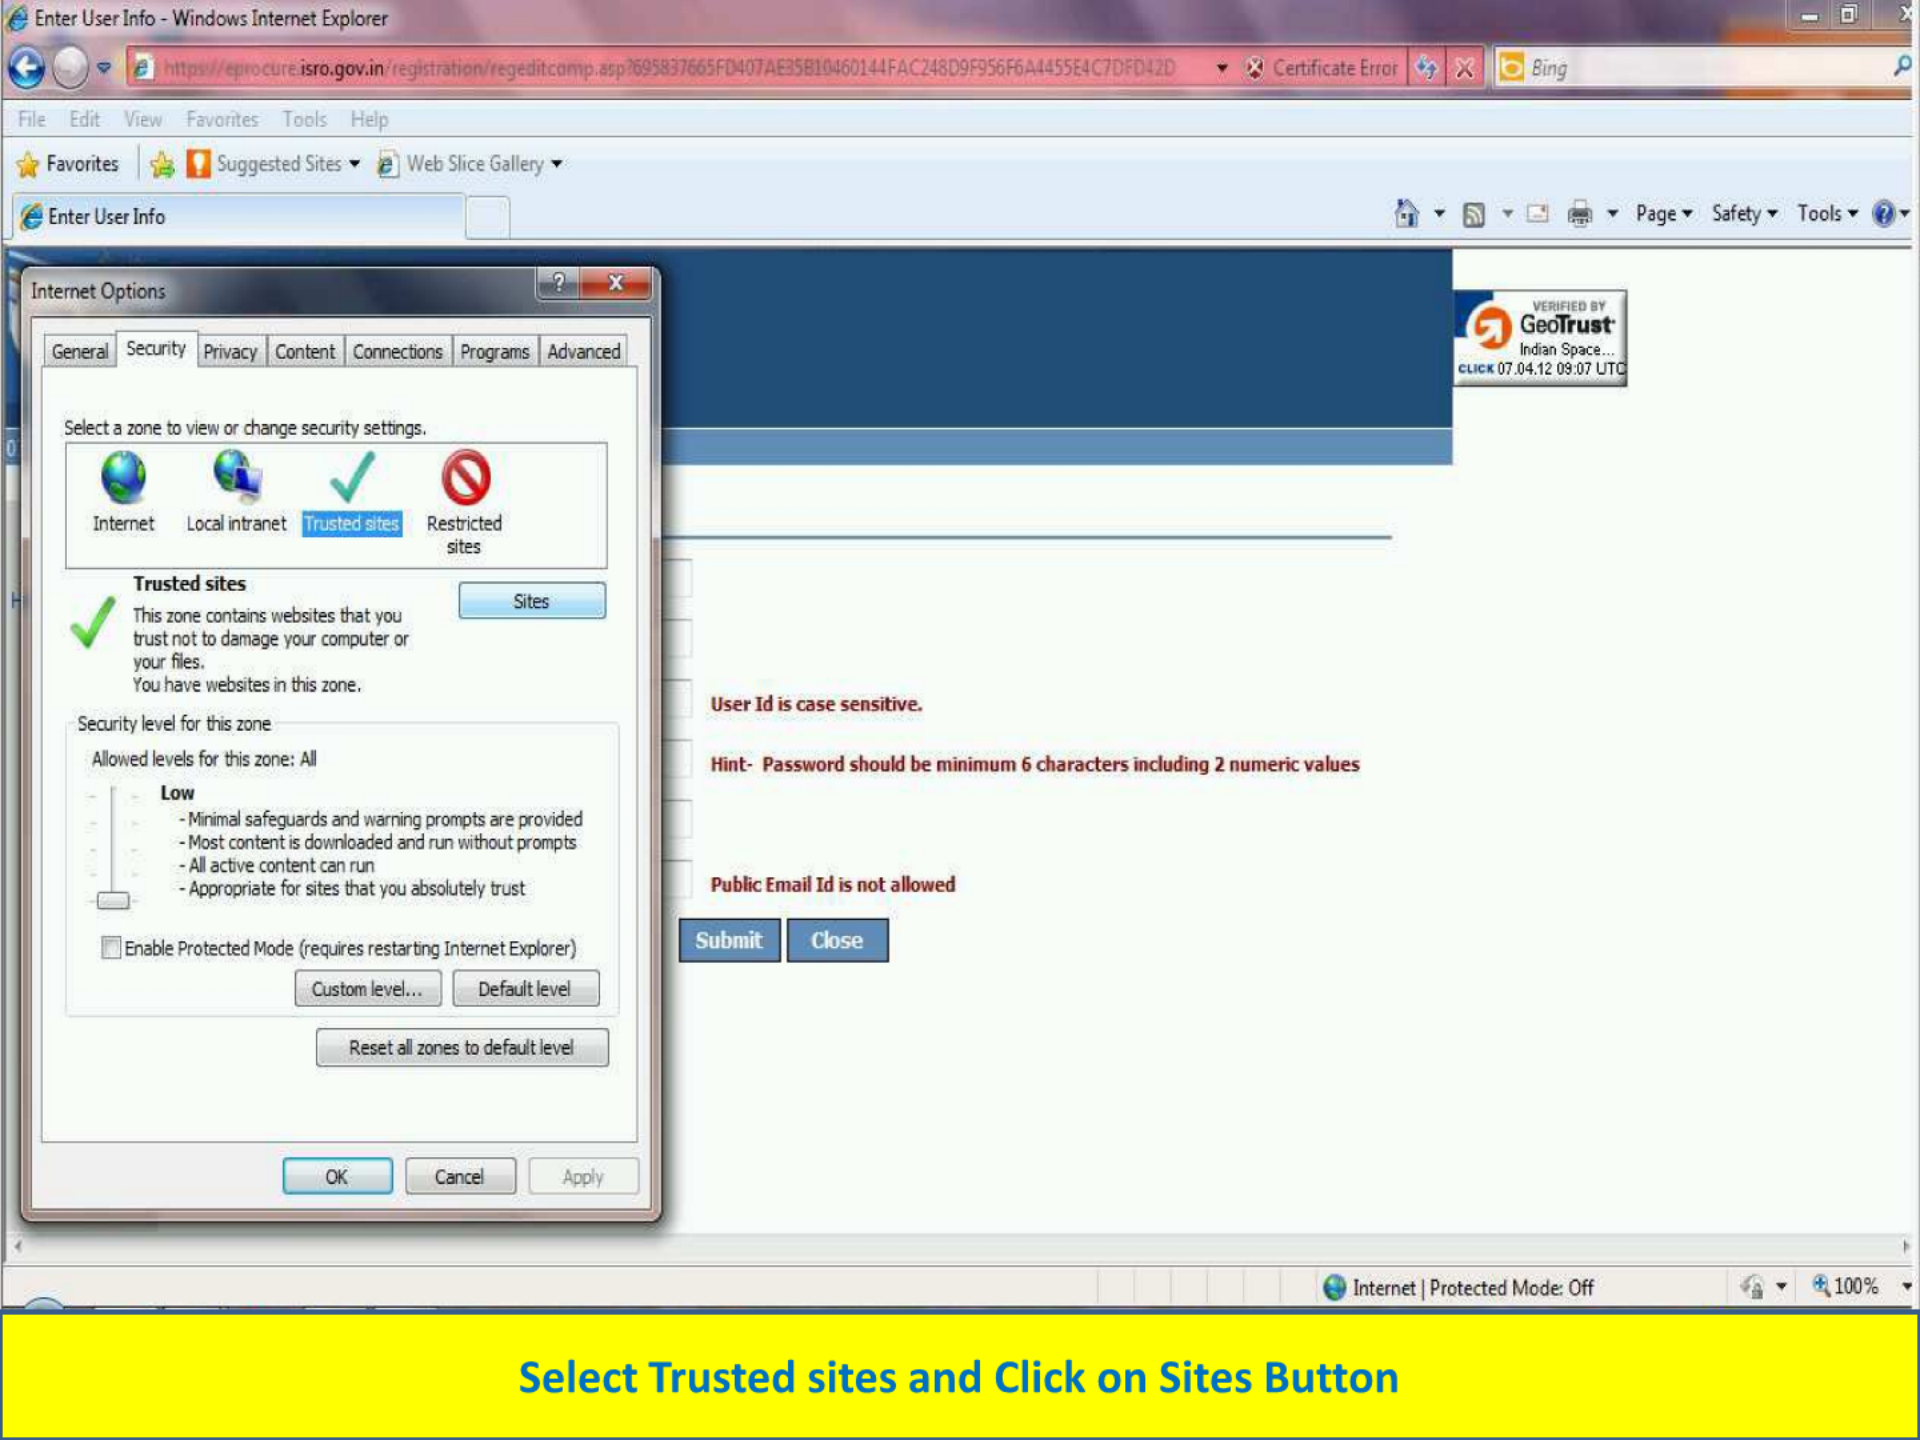 Enter User Info - Windows Internet Explorer
https://eprocure.isro.gov.in/registration/regeditcomp.asp?695837665FD407AE35B10460144FAC248D9F956F6A4455E4C7DFD42D Certificate Error Bing
File Edit View Favorites Tools Help
Favorites Suggested Sites Web Slice Gallery
Enter User Info Page Safety Tools
Internet Options
General Security Privacy Content Connections Programs Advanced
Select a zone to view or change security settings.
Internet Local intranet Trusted sites Restricted sites
Trusted sites
Sites
This zone contains websites that you
trust not to damage your computer or
your files.
You have websites in this zone.
Security level for this zone
Allowed levels for this zone: All
Low
- Minimal safeguards and warning prompts are provided
- Most content is downloaded and run without prompts
- All active content can run
- Appropriate for sites that you absolutely trust
Enable Protected Mode (requires restarting Internet Explorer)
Custom level... Default level
Reset all zones to default level
OK Cancel Apply
VERIFIED BY
GeoTrust
Indian Space...
CLICK 07.04.12 09:07 UTC
User Id is case sensitive.
Hint- Password should be minimum 6 characters including 2 numeric values
Public Email Id is not allowed
Submit Close
Internet | Protected Mode: Off 100%
Select Trusted sites and Click on Sites Button